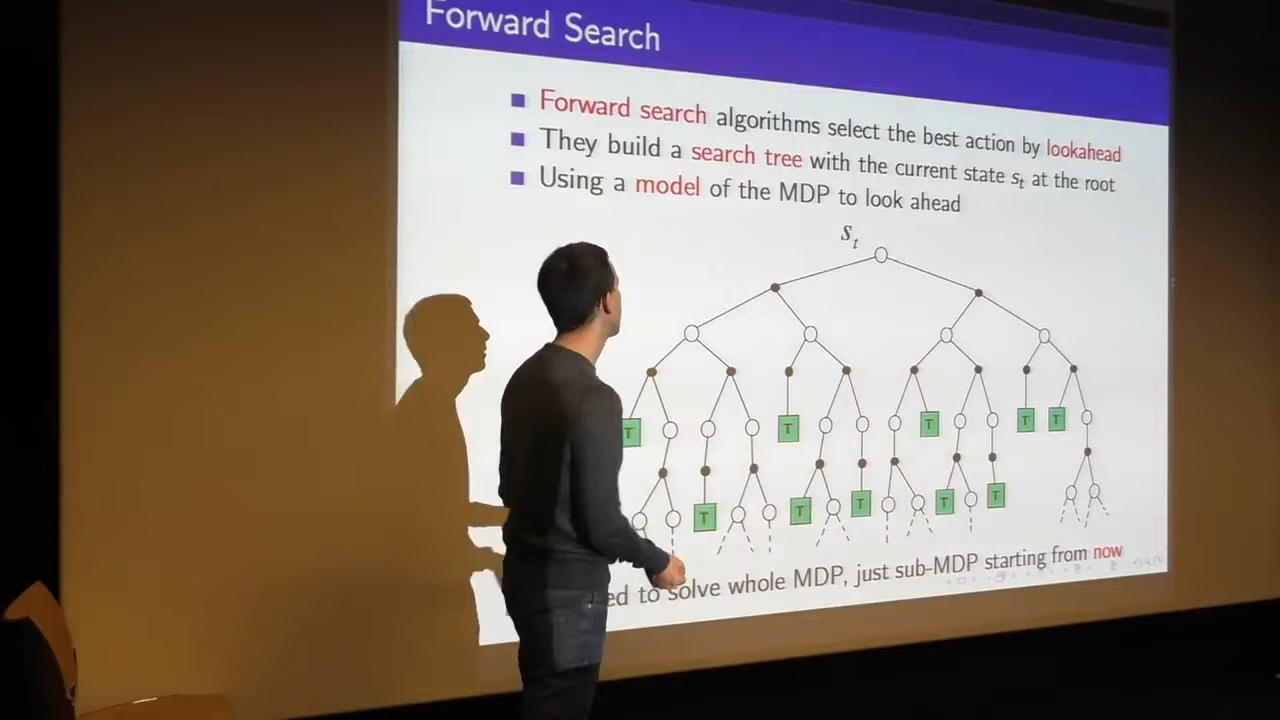 Forward Search
Forward search algorithms select the best action by lookahead
They build a search tree with the current state sₜ at the root
Using a model of the MDP to look ahead
sₜ
T T T T T
T T T T T
to solve whole MDP, just sub-MDP starting from now